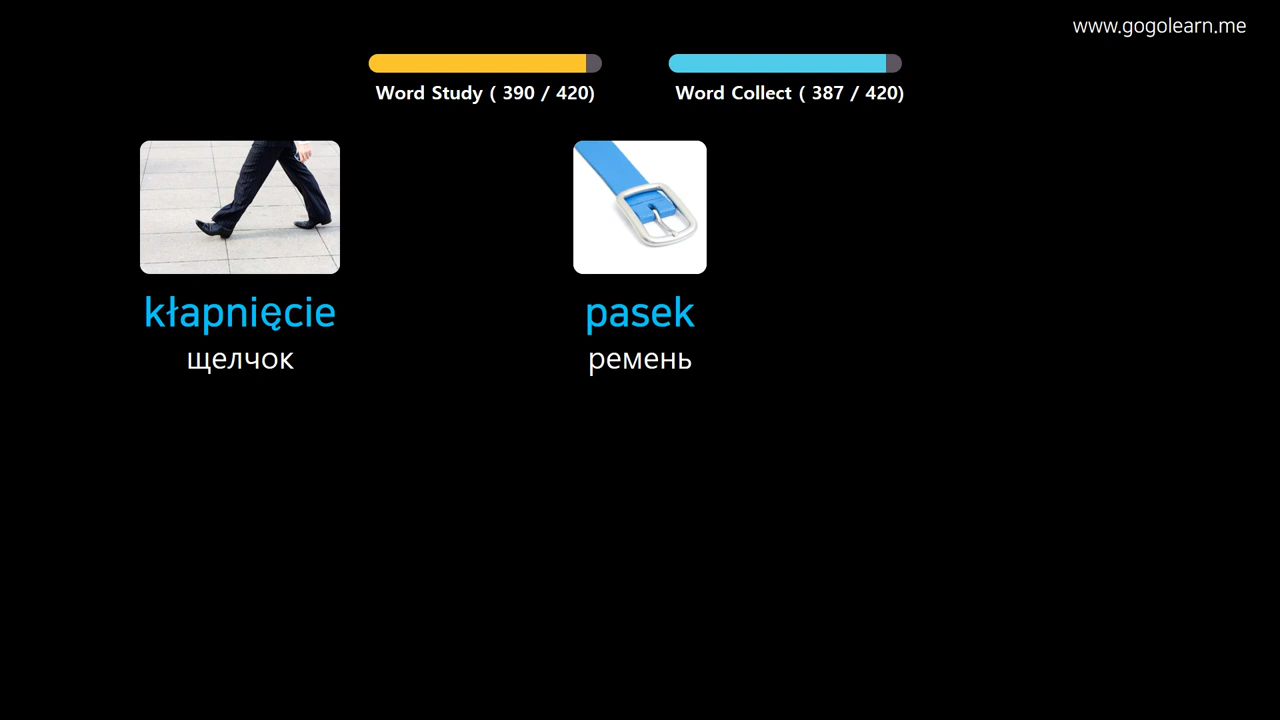 www.gogolearn.me
Word Study ( 390 / 420)
Word Collect ( 387 / 420)
kłapnięcie
щелчок
pasek
ремень